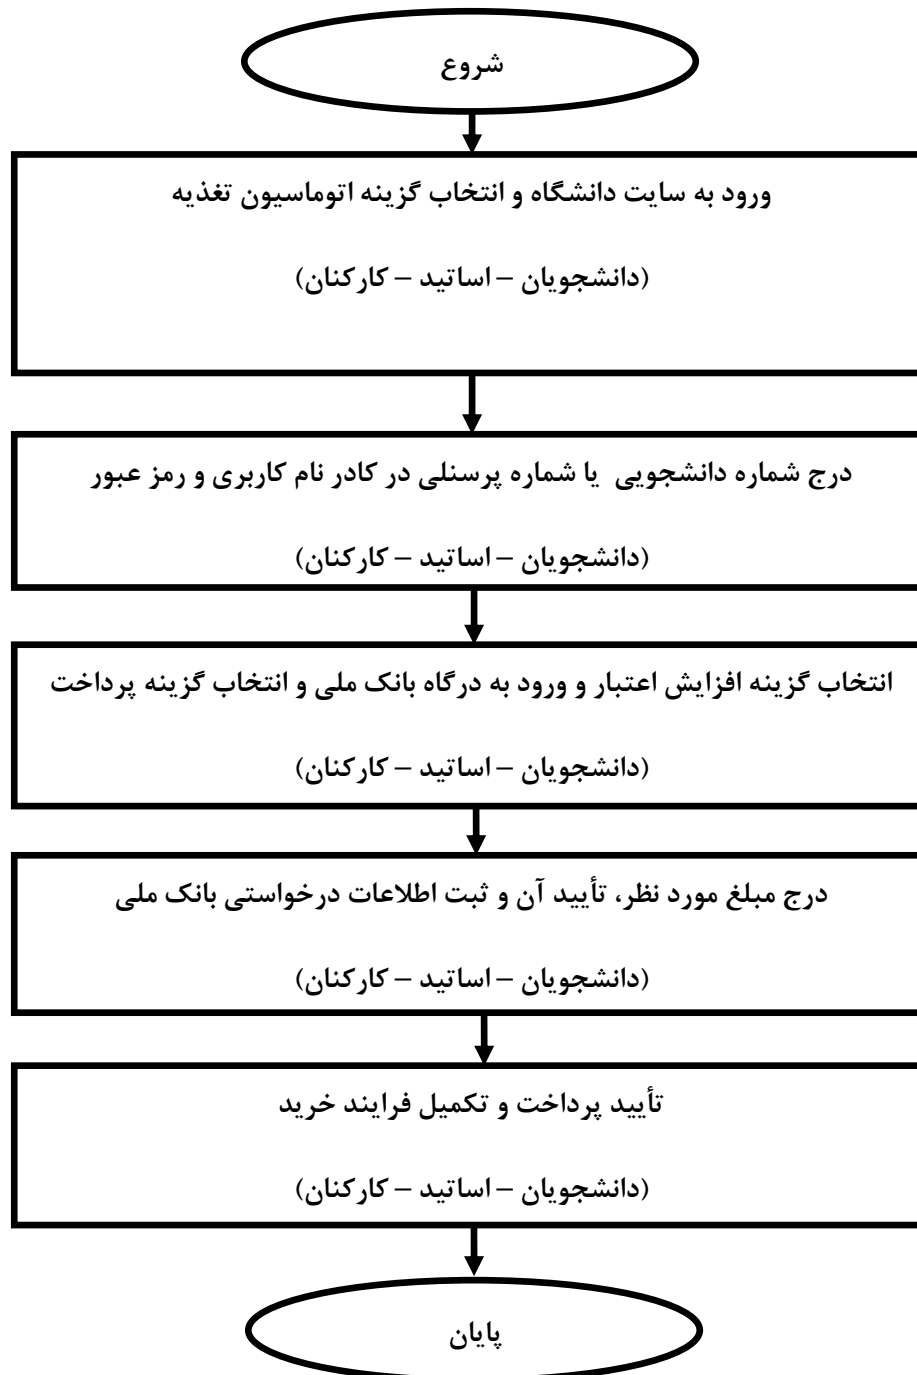 شروع
ورود به سایت دانشگاه و انتخاب گزینه اتوماسیون تغذیه
(دانشجویان – اساتید – کارکنان)
درج شماره دانشجویی یا شماره پرسنلی در کادر نام کاربری و رمز عبور
(دانشجویان – اساتید – کارکنان)
انتخاب گزینه افزایش اعتبار و ورود به درگاه بانک ملی و انتخاب گزینه پرداخت
(دانشجویان – اساتید – کارکنان)
درج مبلغ مورد نظر، تأیید آن و ثبت اطلاعات درخواستی بانک ملی
(دانشجویان – اساتید – کارکنان)
تأیید پرداخت و تکمیل فرایند خرید
(دانشجویان – اساتید – کارکنان)
پایان